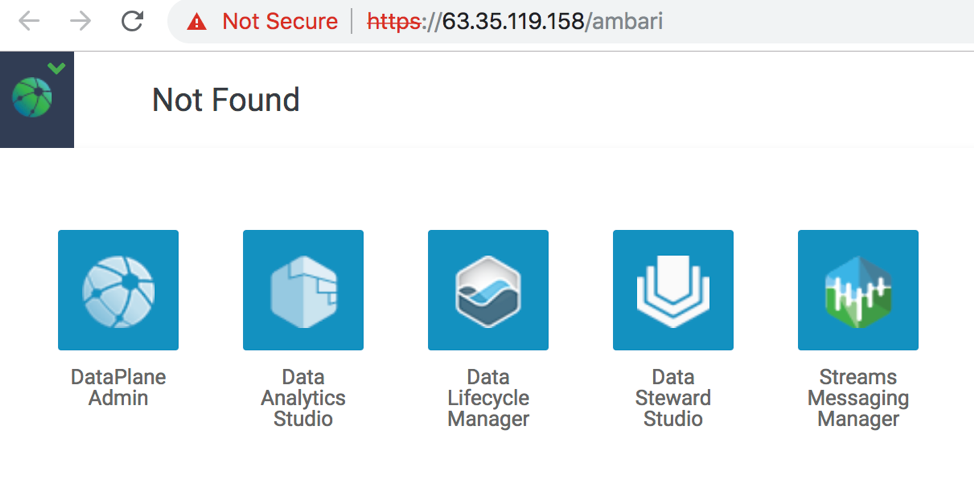 Not Secure https://63.35.119.158/ambari
Not Found
DataPlane
Admin
Data
Analytics
Studio
Data
Lifecycle
Manager
Data
Steward
Studio
Streams
Messaging
Manager